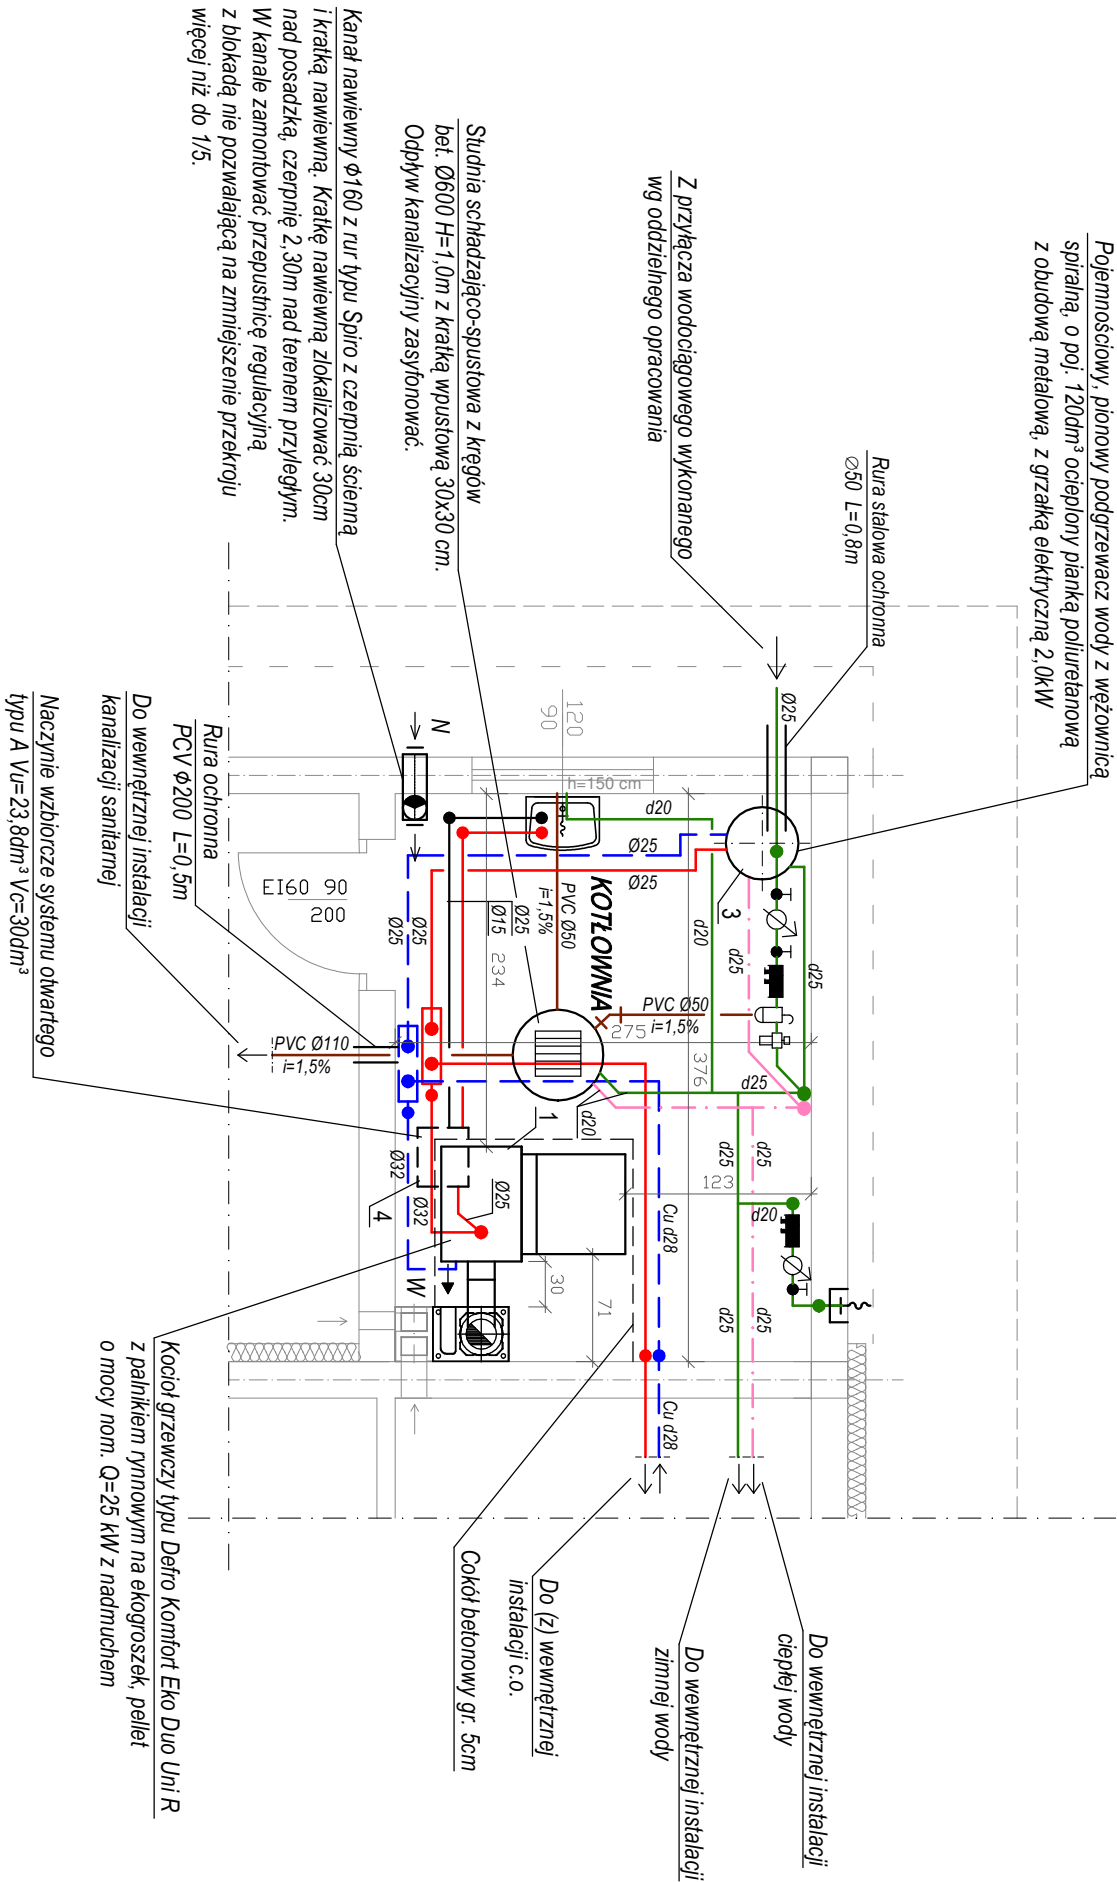 Pojemnościowy, pionowy podgrzewacz wody z wężownicą
spiralną, o poj. 120dm³ ocieplony pianką poliuretanową
z obudową metalową, z grzałką elektryczną 2,0kW
Rura stalowa ochronna
∅50 L=0,8m
Z przyłącza wodociągowego wykonanego
wg oddzielnego opracowania
Studnia schładzająco-spustowa z kręgów
bet. Ø600 H=1,0m z kratką wpustową 30x30 cm.
Odpływ kanalizacyjny zasyfonować.
Kanał nawiewny ϕ160 z rur typu Spiro z czerpnią ścienną
i kratką nawiewną. Kratkę nawiewną zlokalizować 30cm
nad posadzką, czerpnię 2,30m nad terenem przyległym.
W kanale zamontować przepustnicę regulacyjną
z blokadą nie pozwalającą na zmniejszenie przekroju
więcej niż do 1/5.
Ø25
120
90
h=150 cm
N
d20
Ø25
Ø25
3
d20
d25
d25
PVC Ø50
i=1,5%
KOTŁOWNIA
Ø25
Ø15
234
EI60 90
200
Ø25
Ø25
PVC Ø50
i=1,5%
275
376
d25
PVC Ø110
i=1,5%
d20
1
d25
d25
123
d20
Ø32
Ø32
4
Ø25
Cu d28
30
71
W
d25
d25
Cu d28
Rura ochronna
PCV ϕ200 L=0,5m
Do wewnętrznej instalacji
kanalizacji sanitarnej
Naczynie wzbiorcze systemu otwartego
typu A Vu=23,8dm³ Vc=30dm³
Do wewnętrznej instalacji
ciepłej wody
Do wewnętrznej instalacji
zimnej wody
Do (z) wewnętrznej
instalacji c.o.
Cokół betonowy gr. 5cm
Kocioł grzewczy typu Defro Komfort Eko Duo Uni R
z palnikiem rynnowym na ekogroszek, pellet
o mocy nom. Q=25 kW z nadmuchem